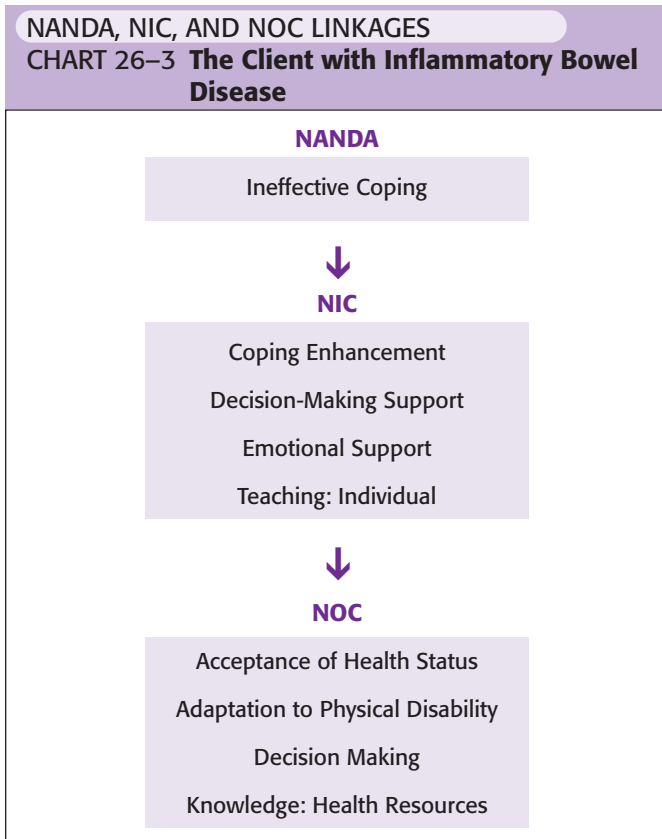 NANDA, NIC, AND NOC LINKAGES
CHART 26–3 The Client with Inflammatory Bowel
Disease
NANDA
Ineffective Coping
NIC
Coping Enhancement
Decision-Making Support
Emotional Support
Teaching: Individual
NOC
Acceptance of Health Status
Adaptation to Physical Disability
Decision Making
Knowledge: Health Resources